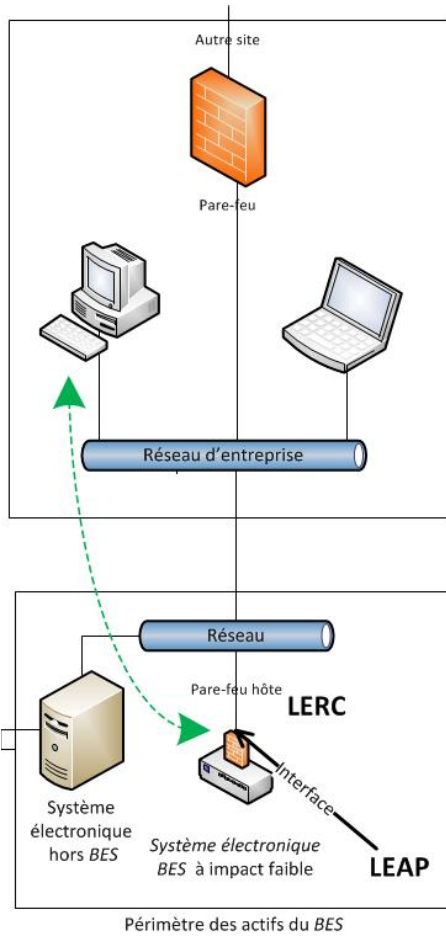 Autre site
Pare-feu
Réseau d'entreprise
Réseau
Pare-feu hôte
LERC
Interface
LEAP
Système
électronique
hors BES
Système électronique
BES à impact faible
Périmètre des actifs du BES